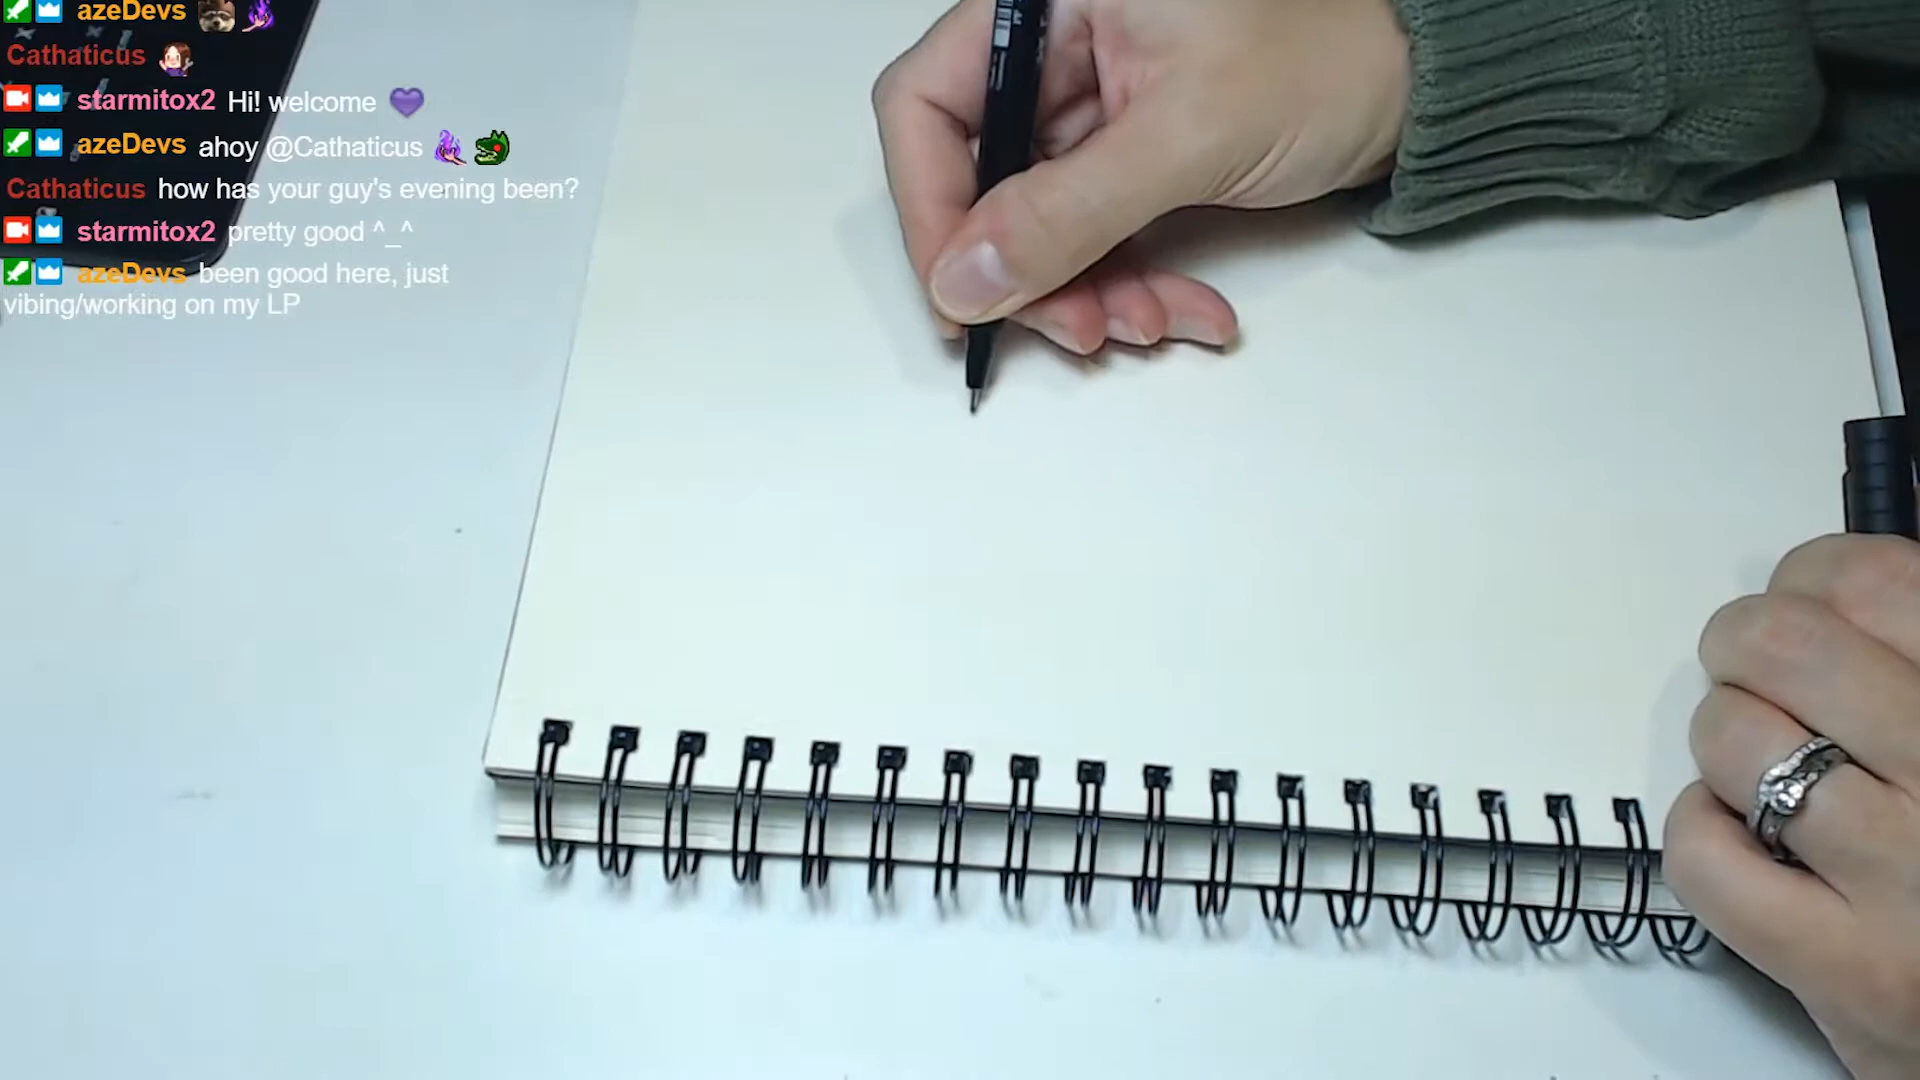 azeDevs
Cathaticus
starmitox2 Hi! welcome 💜
azeDevs ahoy @Cathaticus
Cathaticus how has your guy's evening been?
starmitox2 pretty good ^_^
azeDevs been good here, just
vibing/working on my LP